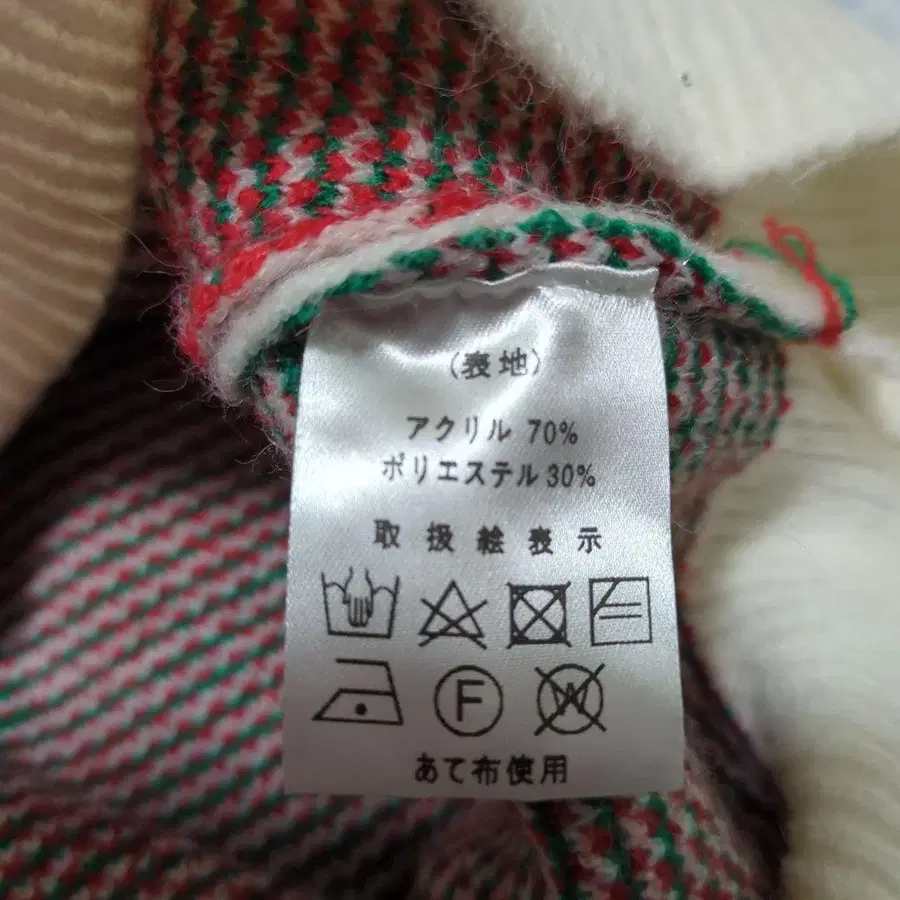 (表地)
アクリル 70%
ポリエステル 30%
取扱絵表示
F W
あて布使用